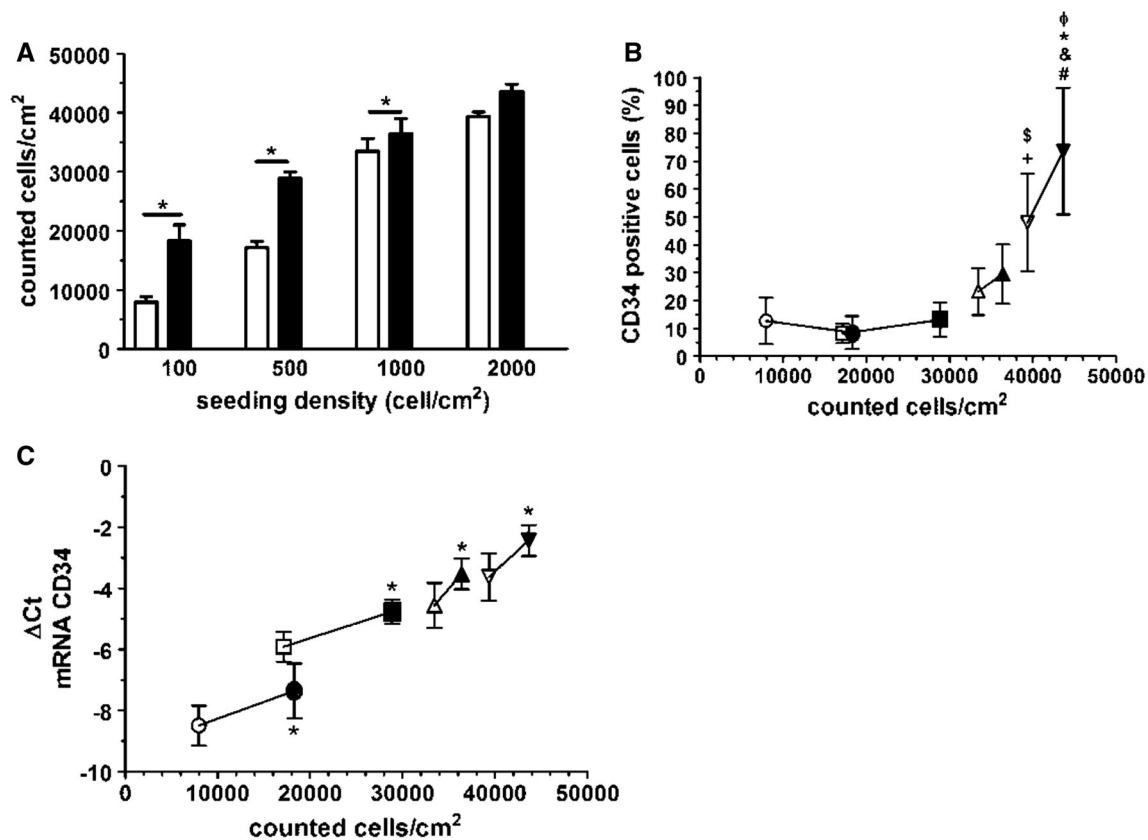 A
50000
40000
30000
20000
10000
0
counted cells/cm²
* * *
100 500 1000 2000
seeding density (cell/cm²)
B
100
90
80
70
60
50
40
30
20
10
0
CD34 positive cells (%)
$
+
ϕ
*
&
#
0 10000 20000 30000 40000 50000
counted cells/cm²
C
0
-2
-4
-6
-8
-10
ΔCt
mRNA CD34
* * * *
0 10000 20000 30000 40000 50000
counted cells/cm²